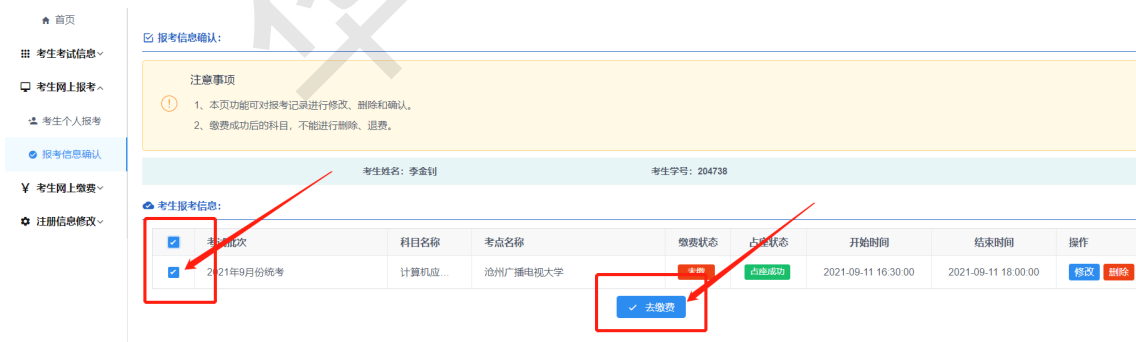 首页
考生考试信息
考生网上报考
考生个人报考
报考信息确认
考生网上缴费
注册信息修改
报考信息确认:
注意事项
1、本页功能可对报考记录进行修改、删除和确认。
2、缴费成功后的科目,不能进行删除、退费。
考生姓名:李金钊 考生学号:204738
考生报考信息:
考试批次 科目名称 考点名称 缴费状态 占座状态 开始时间 结束时间 操作
2021年9月份统考 计算机应... 沧州广播电视大学 未缴 占座成功 2021-09-11 16:30:00 2021-09-11 18:00:00 修改 删除
去缴费